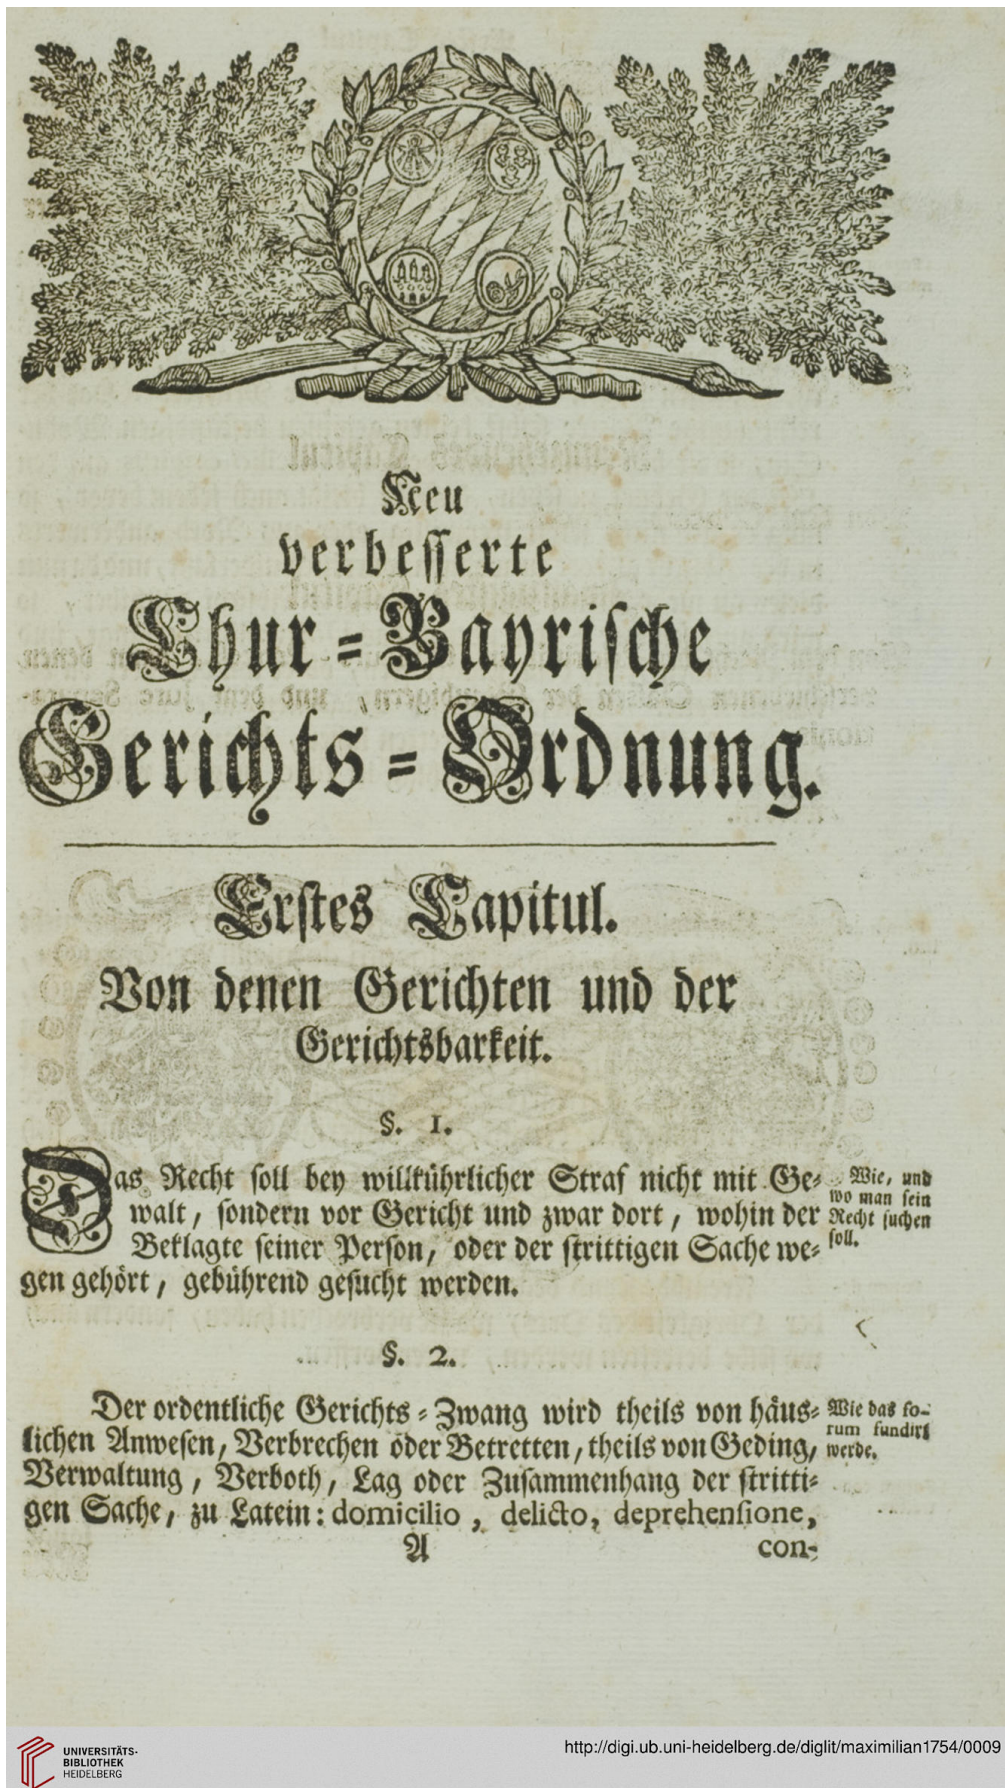 Neu
verbesserte
Chur=Bayrische
Gerichts=Ordnung.
Erstes Capitul.
Von denen Gerichten und der
Gerichtsbarkeit.
§. 1.
Das Recht soll bey willkührlicher Straf nicht mit Ge=
walt, sondern vor Gericht und zwar dort, wohin der
Beklagte seiner Person, oder der strittigen Sache we=
gen gehört, gebührend gesucht werden.
Wie, und
wo man sein
Recht suchen
soll.
§. 2.
Der ordentliche Gerichts=Zwang wird theils von häus=
lichen Anwesen, Verbrechen oder Betretten, theils von Geding,
Verwaltung, Verboth, Lag oder Zusammenhang der stritti=
gen Sache, zu Latein: domicilio, delicto, deprehensione,
Wie das fo=
rum fundirt
werde.
A
con-
UNIVERSITÄTS-
BIBLIOTHEK
HEIDELBERG
http://digi.ub.uni-heidelberg.de/diglit/maximilian1754/0009